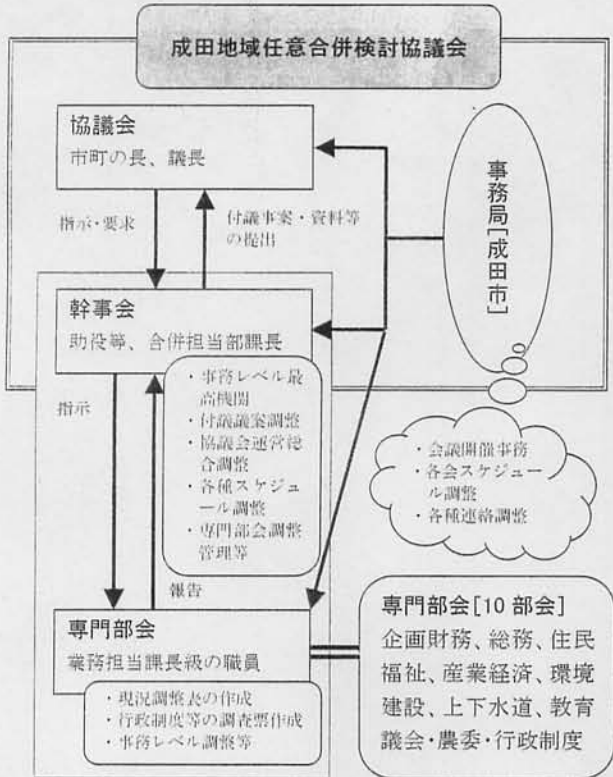 成田地域任意合併検討協議会
協議会
市町の長、議長
事務局[成田市]
指示・要求
付議事案・資料等
の提出
幹事会
助役等、合併担当部課長
・事務レベル最
高機関
・付議議案調整
・協議会運営総
合調整
・各種スケジュ
ール調整
・専門部会調整
管理等
指示
報告
・会議開催事務
・各会スケジュー
ル調整
・各種連絡調整
専門部会
業務担当課長級の職員
・現況調整表の作成
・行政制度等の調査票作成
・事務レベル調整等
専門部会[10 部会]
企画財務、総務、住民
福祉、産業経済、環境
建設、上下水道、教育
議会・農委・行政制度